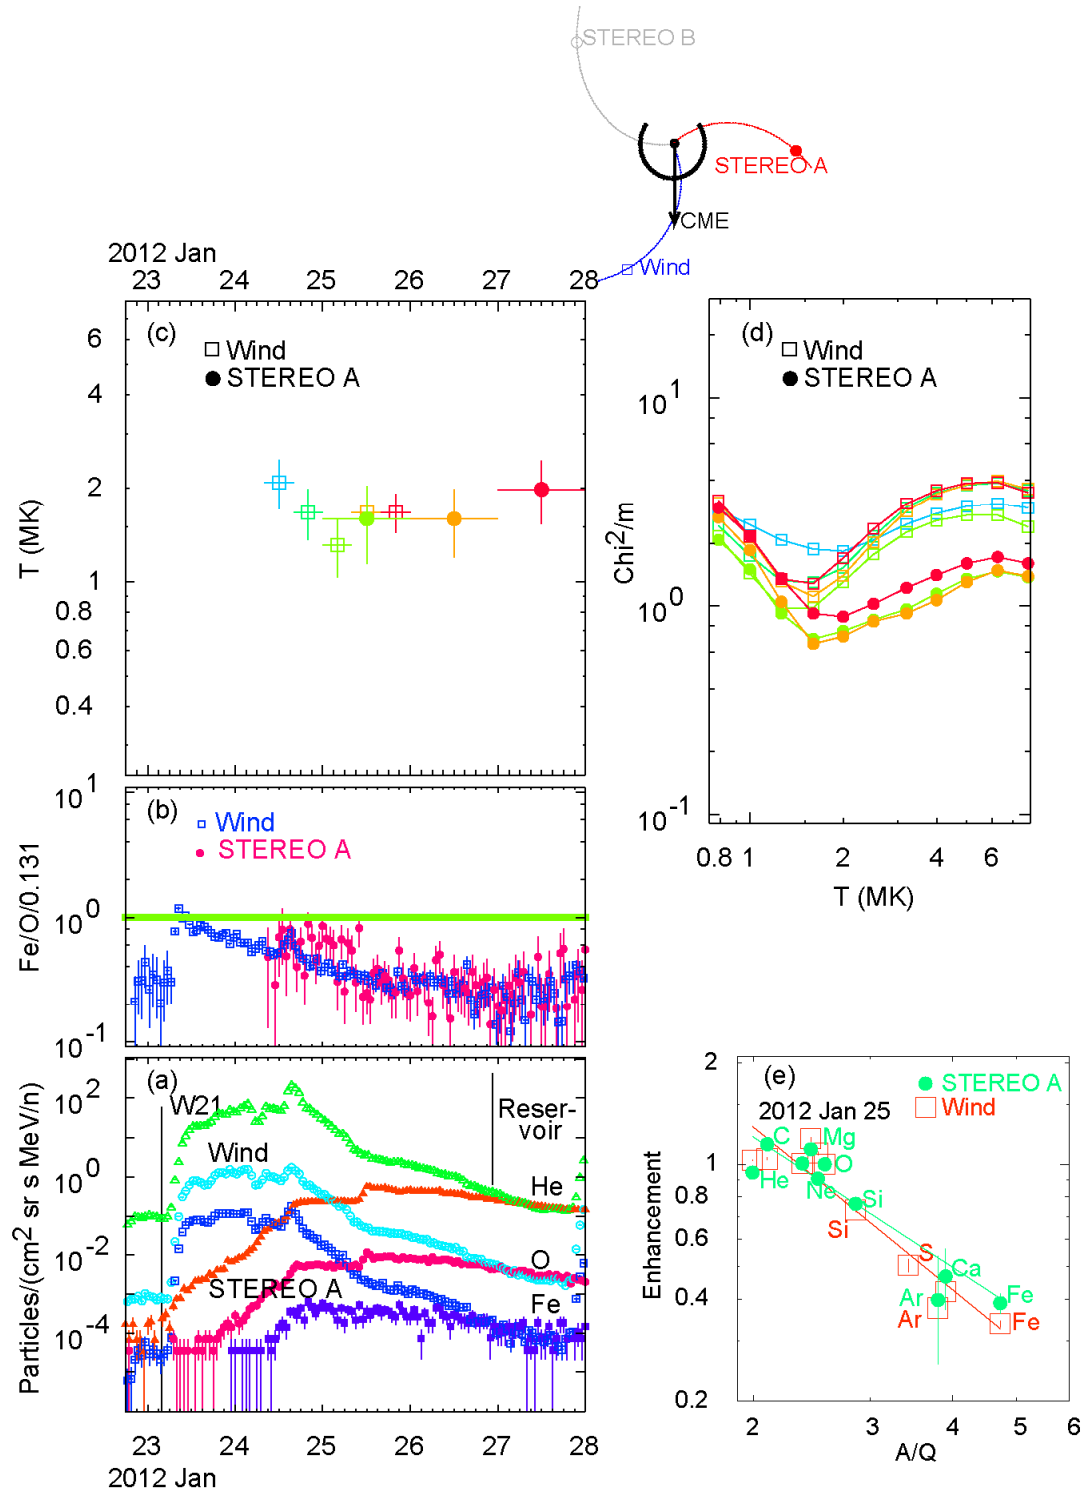 STEREO B
STEREO A
CME
Wind
2012 Jan
23 24 25 26 27 28
(c)
Wind
STEREO A
6
4
2
1
0.8
0.6
0.4
T (MK)
(d)
Wind
STEREO A
10^1
10^0
10^-1
Chi^2/m
0.8 1 2 4 6
T (MK)
1
10^1
10^0
10^-1
Fe/O/0.131
(b)
Wind
STEREO A
(a)
W21
Wind
Reser-
voir
He
O
STEREO A
Fe
10^2
10^0
10^-2
10^-4
Particles/(cm^2 sr s MeV/n)
23 24 25 26 27 28
2012 Jan
(e)
STEREO A
Wind
2012 Jan 25
C
Mg
O
He
Ne
Si
Si
S
Ca
Ar
Ar
Fe
Fe
2
1
0.8
0.6
0.4
0.2
Enhancement
2 3 4 5 6
A/Q